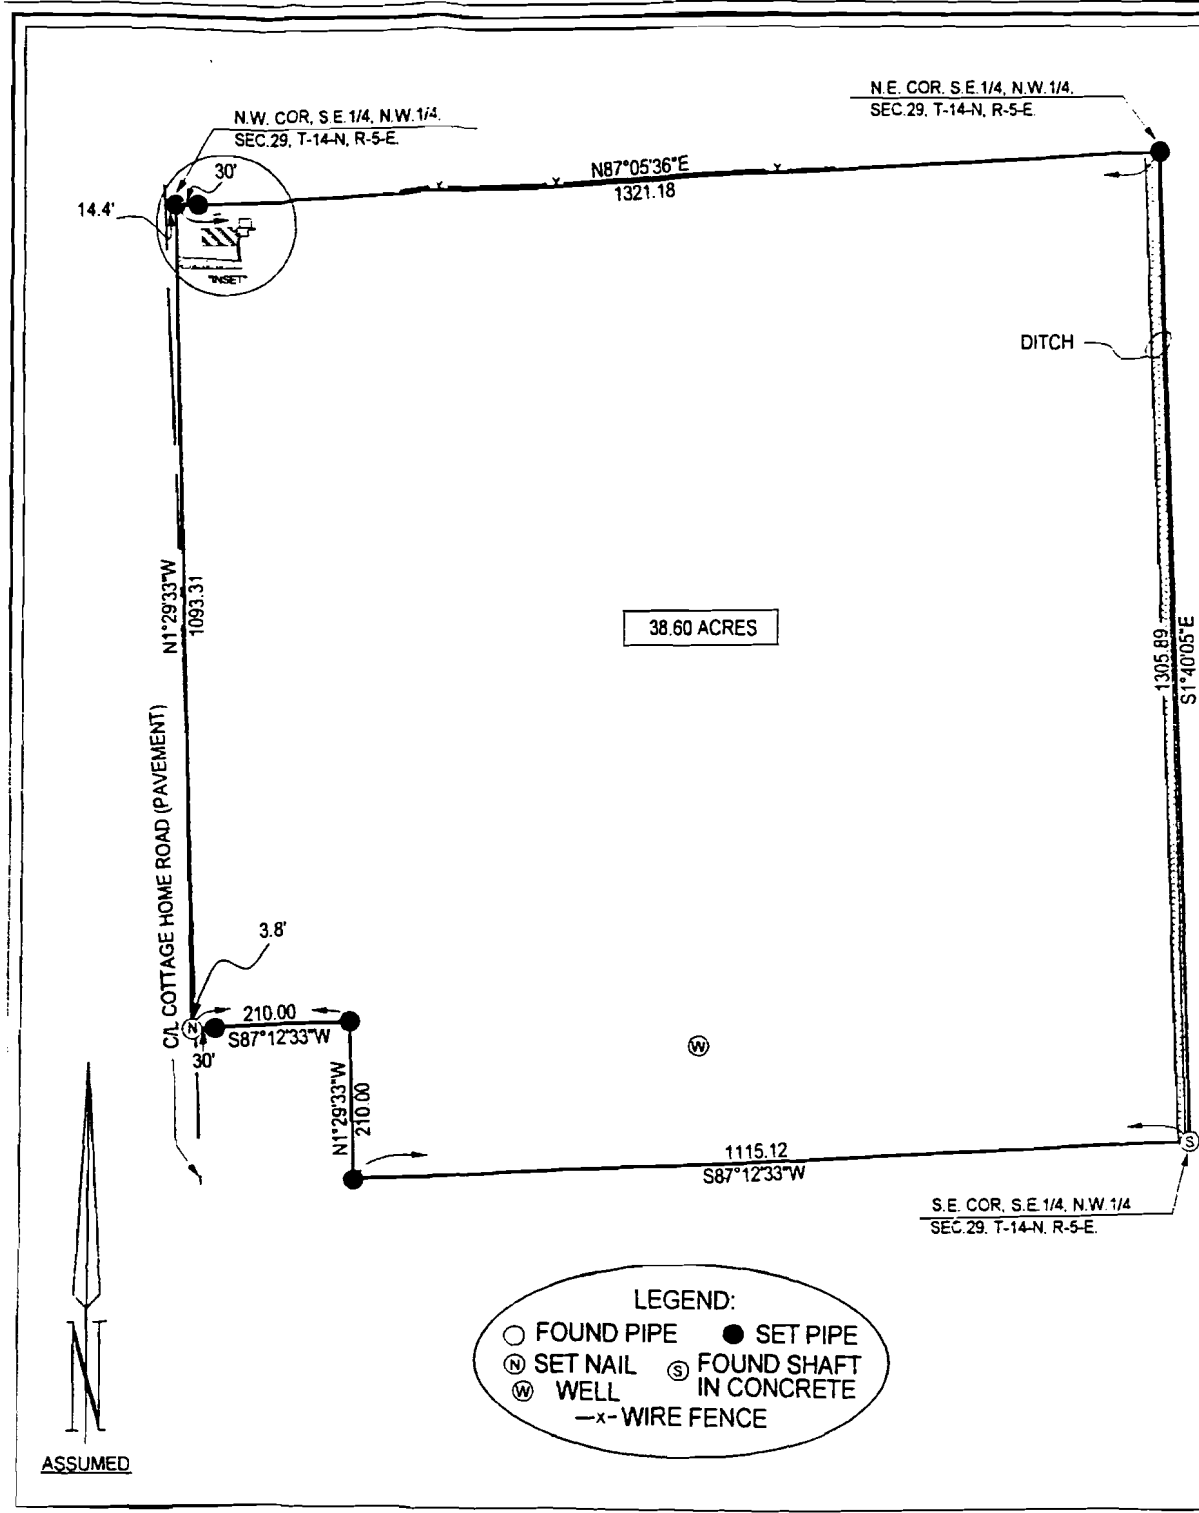 N.W. COR, S.E.1/4, N.W.1/4.
SEC.29, T-14-N, R-5-E.
N.E. COR. S.E.1/4, N.W.1/4,
SEC.29, T-14-N, R-5-E.
30'
14.4'
"INSET"
N87°05'36"E
1321.18
DITCH
N1°29'33"W
1093.31
38.60 ACRES
1305.89
S1°40'05"E
C/L COTTAGE HOME ROAD (PAVEMENT)
3.8'
N
210.00
S87°12'33"W
30'
W
N1°29'33"W
210.00
1115.12
S87°12'33"W
S
S.E. COR, S.E.1/4, N.W.1/4
SEC.29. T-14-N. R-5-E.
LEGEND:
FOUND PIPE SET PIPE
N SET NAIL S FOUND SHAFT
IN CONCRETE
W WELL
—x- WIRE FENCE
N
ASSUMED